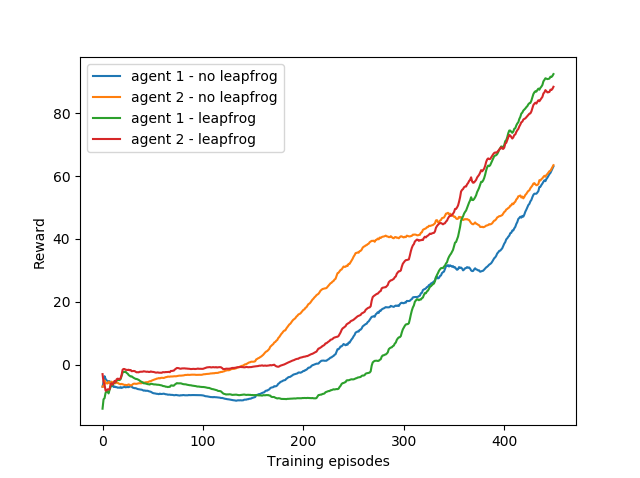 agent 1 - no leapfrog
agent 2 - no leapfrog
agent 1 - leapfrog
agent 2 - leapfrog
80
60
40
20
0
Reward
0 100 200 300 400
Training episodes